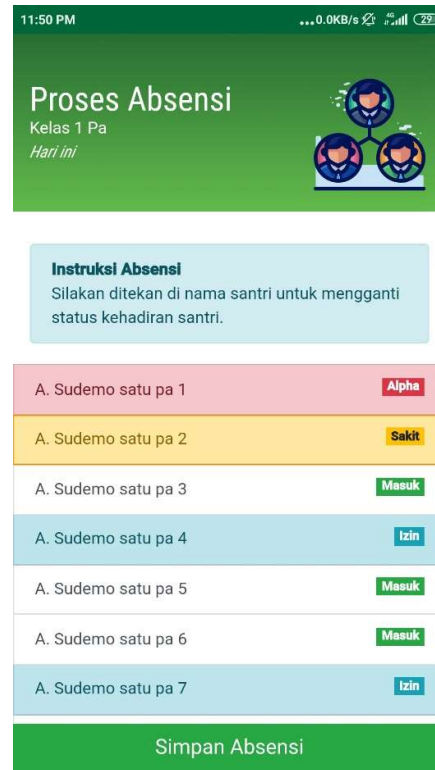 11:50 PM ...0.0KB/s 4G 29
Proses Absensi
Kelas 1 Pa
Hari ini
Instruksi Absensi
Silakan ditekan di nama santri untuk mengganti
status kehadiran santri.
A. Sudemo satu pa 1 Alpha
A. Sudemo satu pa 2 Sakit
A. Sudemo satu pa 3 Masuk
A. Sudemo satu pa 4 Izin
A. Sudemo satu pa 5 Masuk
A. Sudemo satu pa 6 Masuk
A. Sudemo satu pa 7 Izin
Simpan Absensi